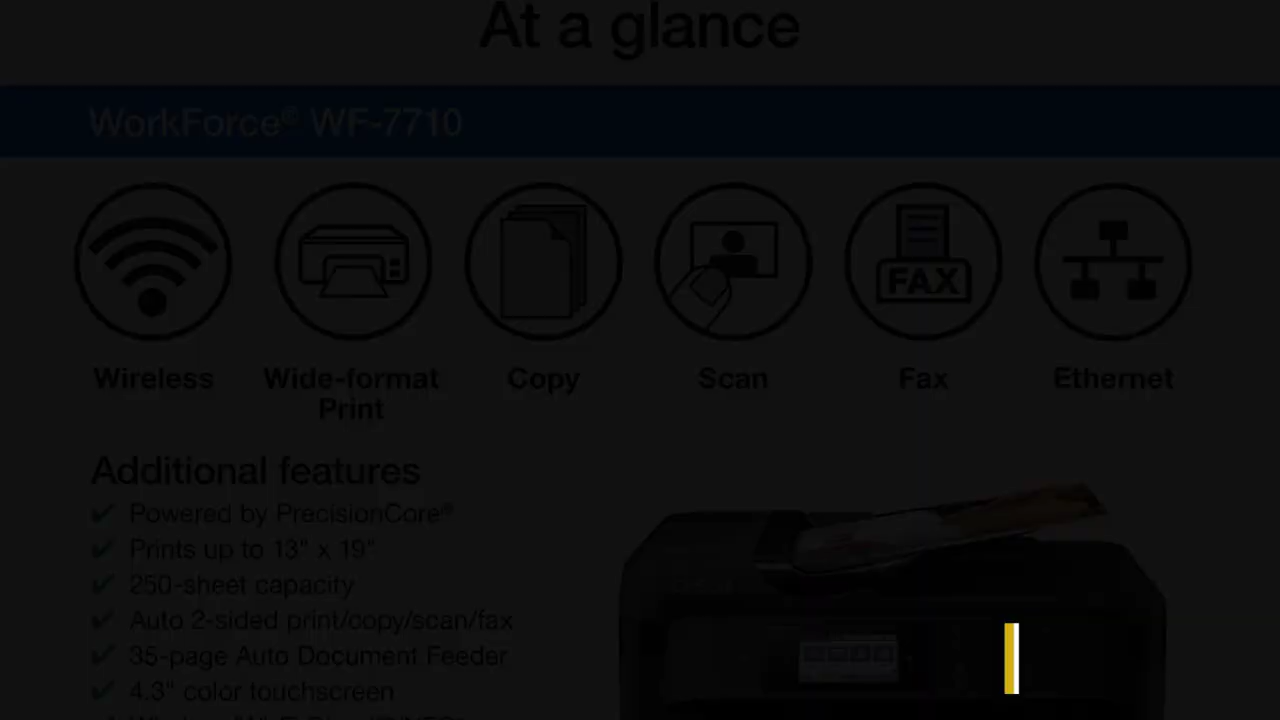 At a glance
WorkForce® WF-7710
FAX
Wireless
Wide-format
Print
Copy
Scan
Fax
Ethernet
Additional features
✔ Powered by PrecisionCore®
✔ Prints up to 13" x 19"
✔ 250-sheet capacity
✔ Auto 2-sided print/copy/scan/fax
✔ 35-page Auto Document Feeder
✔ 4.3" color touchscreen